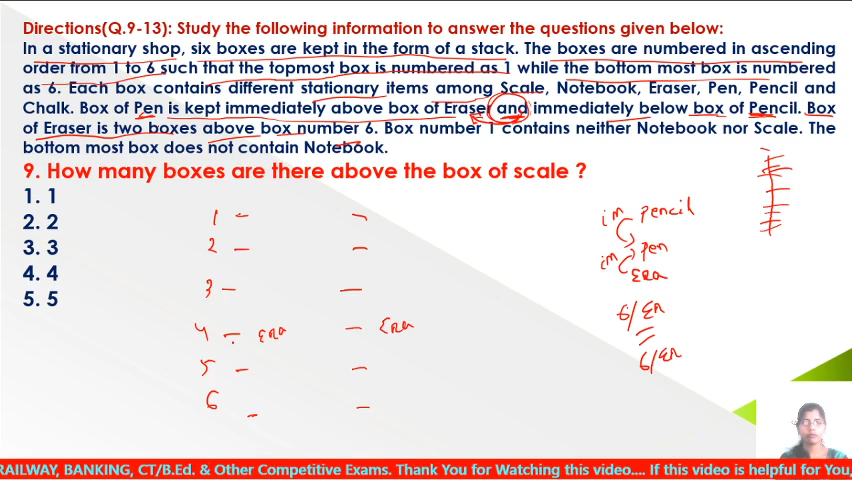 Directions(Q.9-13): Study the following information to answer the questions given below:
In a stationary shop, six boxes are kept in the form of a stack. The boxes are numbered in ascending
order from 1 to 6 such that the topmost box is numbered as 1 while the bottom most box is numbered
as 6. Each box contains different stationary items among Scale, Notebook, Eraser, Pen, Pencil and
Chalk. Box of Pen is kept immediately above box of Eraser and immediately below box of Pencil. Box
of Eraser is two boxes above box number 6. Box number 1 contains neither Notebook nor Scale. The
bottom most box does not contain Notebook.
9. How many boxes are there above the box of scale ?
1. 1
2. 2
3. 3
4. 4
5. 5
1 - -
2 - -
3 - -
4 - ERA - ERA
5 - -
6 - -
im Pencil
Pen
im ERA
6/ER
6/ER
RAILWAY, BANKING, CT/B.Ed. & Other Competitive Exams. Thank You for Watching this video.... If this video is helpful for You,